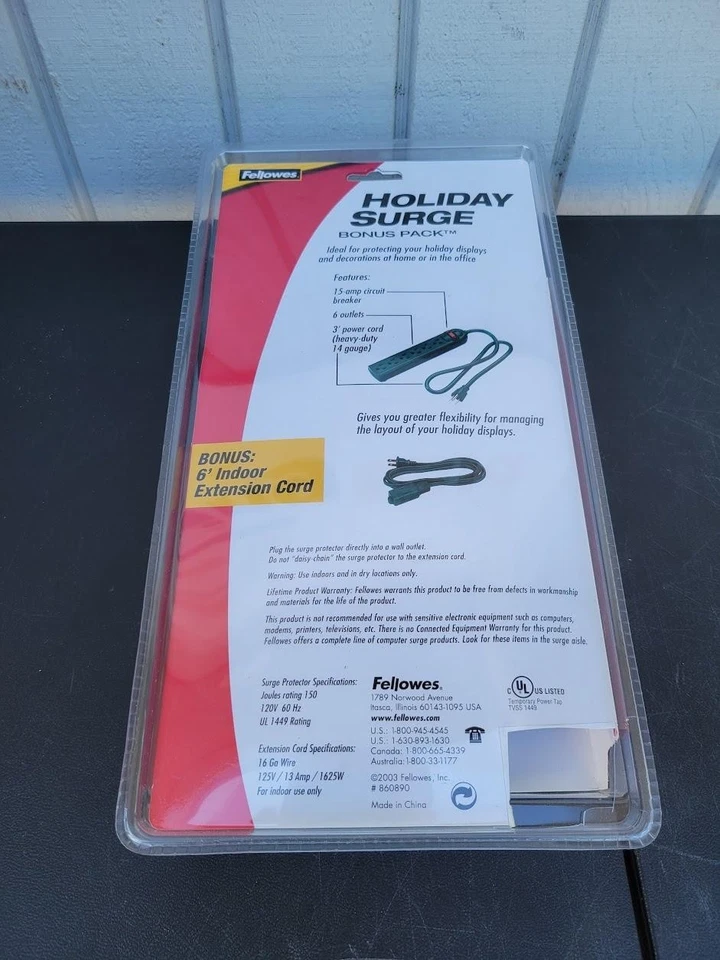 Fellowes
HOLIDAY
SURGE
BONUS PACK™
Ideal for protecting your holiday displays
and decorations at home or in the office
Features:
15-amp circuit
breaker
6 outlets
3' power cord
(heavy-duty
14 gauge)
Gives you greater flexibility for managing
the layout of your holiday displays.
BONUS:
6' Indoor
Extension Cord
Plug the surge protector directly into a wall outlet.
Do not "daisy-chain" the surge protector to the extension cord.
Warning: Use indoors and in dry locations only.
Lifetime Product Warranty: Fellowes warrants this product to be free from defects in workmanship
and materials for the life of the product.
This product is not recommended for use with sensitive electronic equipment such as computers,
modems, printers, televisions, etc. There is no Connected Equipment Warranty for this product.
Fellowes offers a complete line of computer surge products. Look for these items in the surge aisle.
Surge Protector Specifications:
Joules rating 150
120V 60 Hz
UL 1449 Rating
Extension Cord Specifications:
16 Ga Wire
125V / 13 Amp / 1625W
For indoor use only
Fellowes®
1789 Norwood Avenue
Itasca, Illinois 60143-1095 USA
www.fellowes.com
U.S.: 1-800-945-4545
U.S.: 1-630-893-1630
Canada: 1-800-665-4339
Australia: 1-800-33-1177
©2003 Fellowes, Inc.
# 860890
Made in China
C UL US LISTED
Temporary Power Tap
TVSS 1449